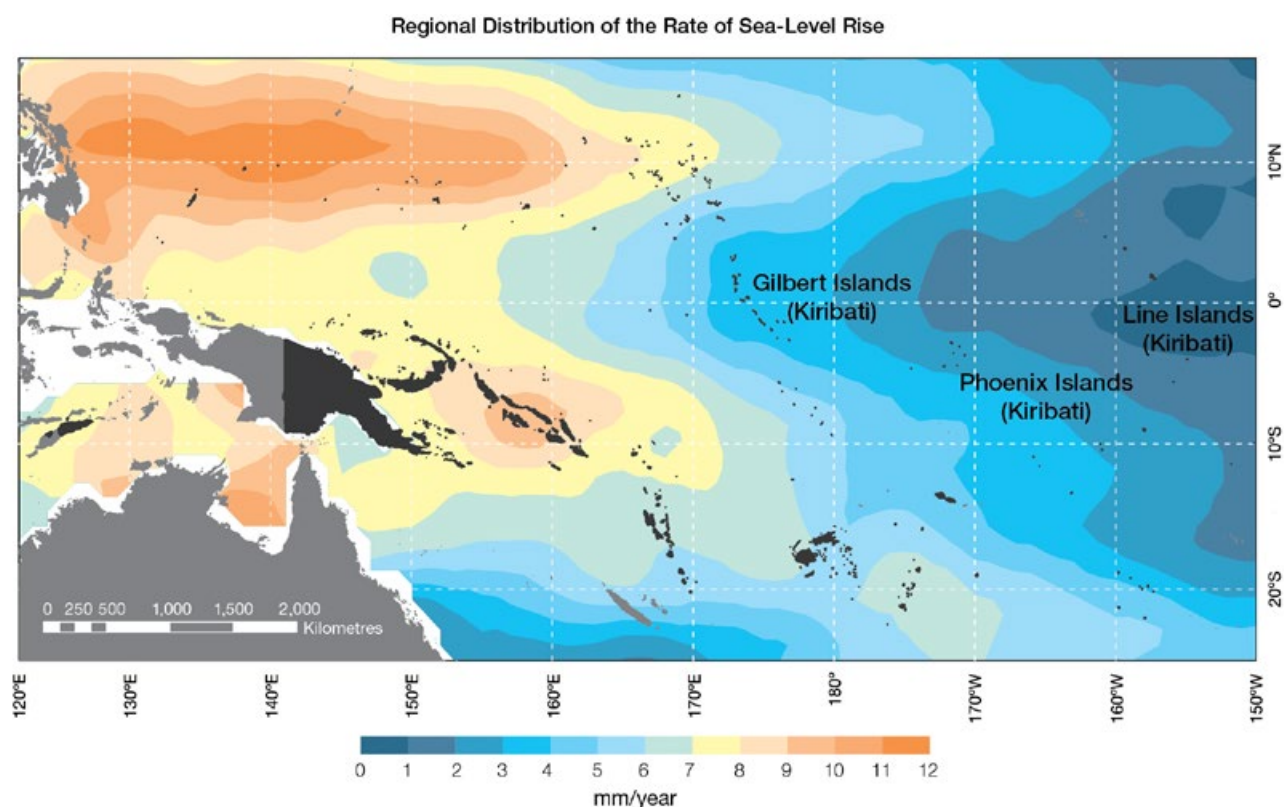 Regional Distribution of the Rate of Sea-Level Rise
10°N
Gilbert Islands
(Kiribati)
0°
Line Islands
(Kiribati)
Phoenix Islands
(Kiribati)
10°S
20°S
0 250 500 1,000 1,500 2,000
Kilometres
120°E 130°E 140°E 150°E 160°E 170°E 180° 170°W 160°W 150°W
0 1 2 3 4 5 6 7 8 9 10 11 12
mm/year